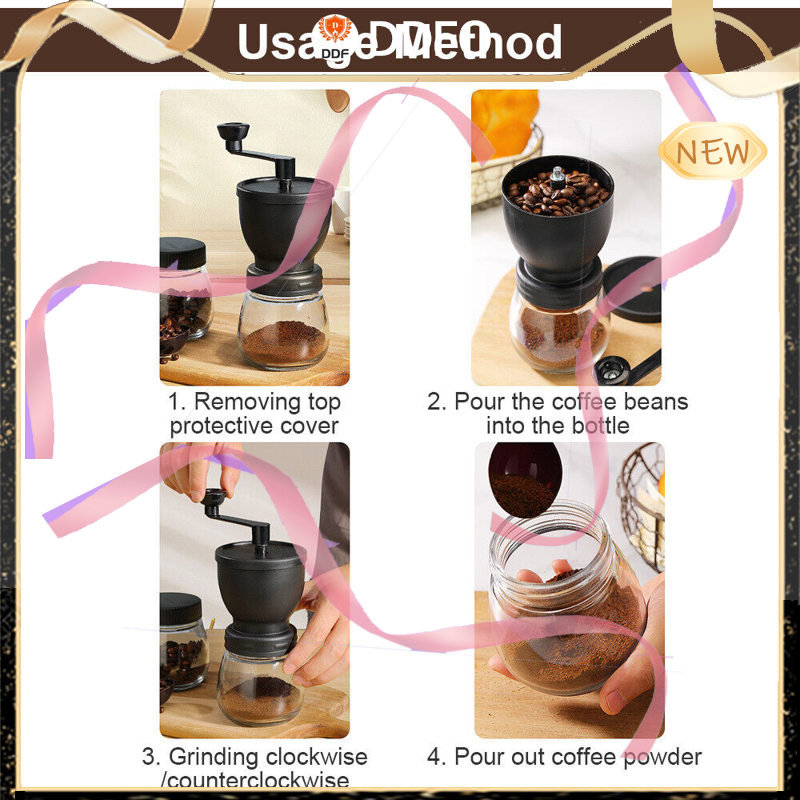 Usage Method
DDFO
DDF
NEW
1. Removing top
protective cover
2. Pour the coffee beans
into the bottle
3. Grinding clockwise
/counterclockwise
4. Pour out coffee powder